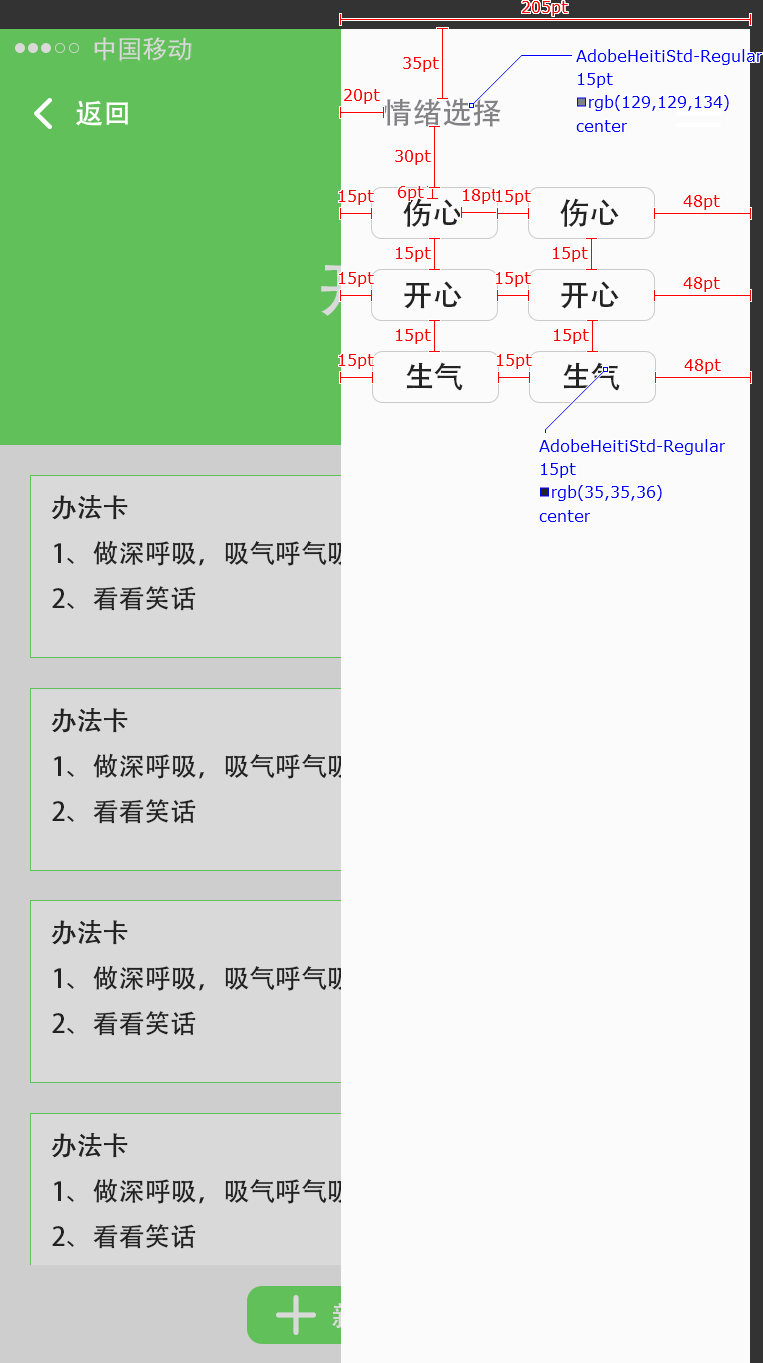 205pt
中国移动
35pt
AdobeHeitiStd-Regular
15pt
rgb(129,129,134)
center
20pt
返回
情绪选择
30pt
6pt
15pt
18pt
15pt
伤心
伤心
48pt
15pt
15pt
15pt
15pt
开
开心
开心
48pt
15pt
15pt
15pt
15pt
生气
生气
48pt
AdobeHeitiStd-Regular
15pt
rgb(35,35,36)
center
办法卡
1、做深呼吸，吸气呼气吸
2、看看笑话
办法卡
1、做深呼吸，吸气呼气吸
2、看看笑话
办法卡
1、做深呼吸，吸气呼气吸
2、看看笑话
办法卡
1、做深呼吸，吸气呼气吸
2、看看笑话